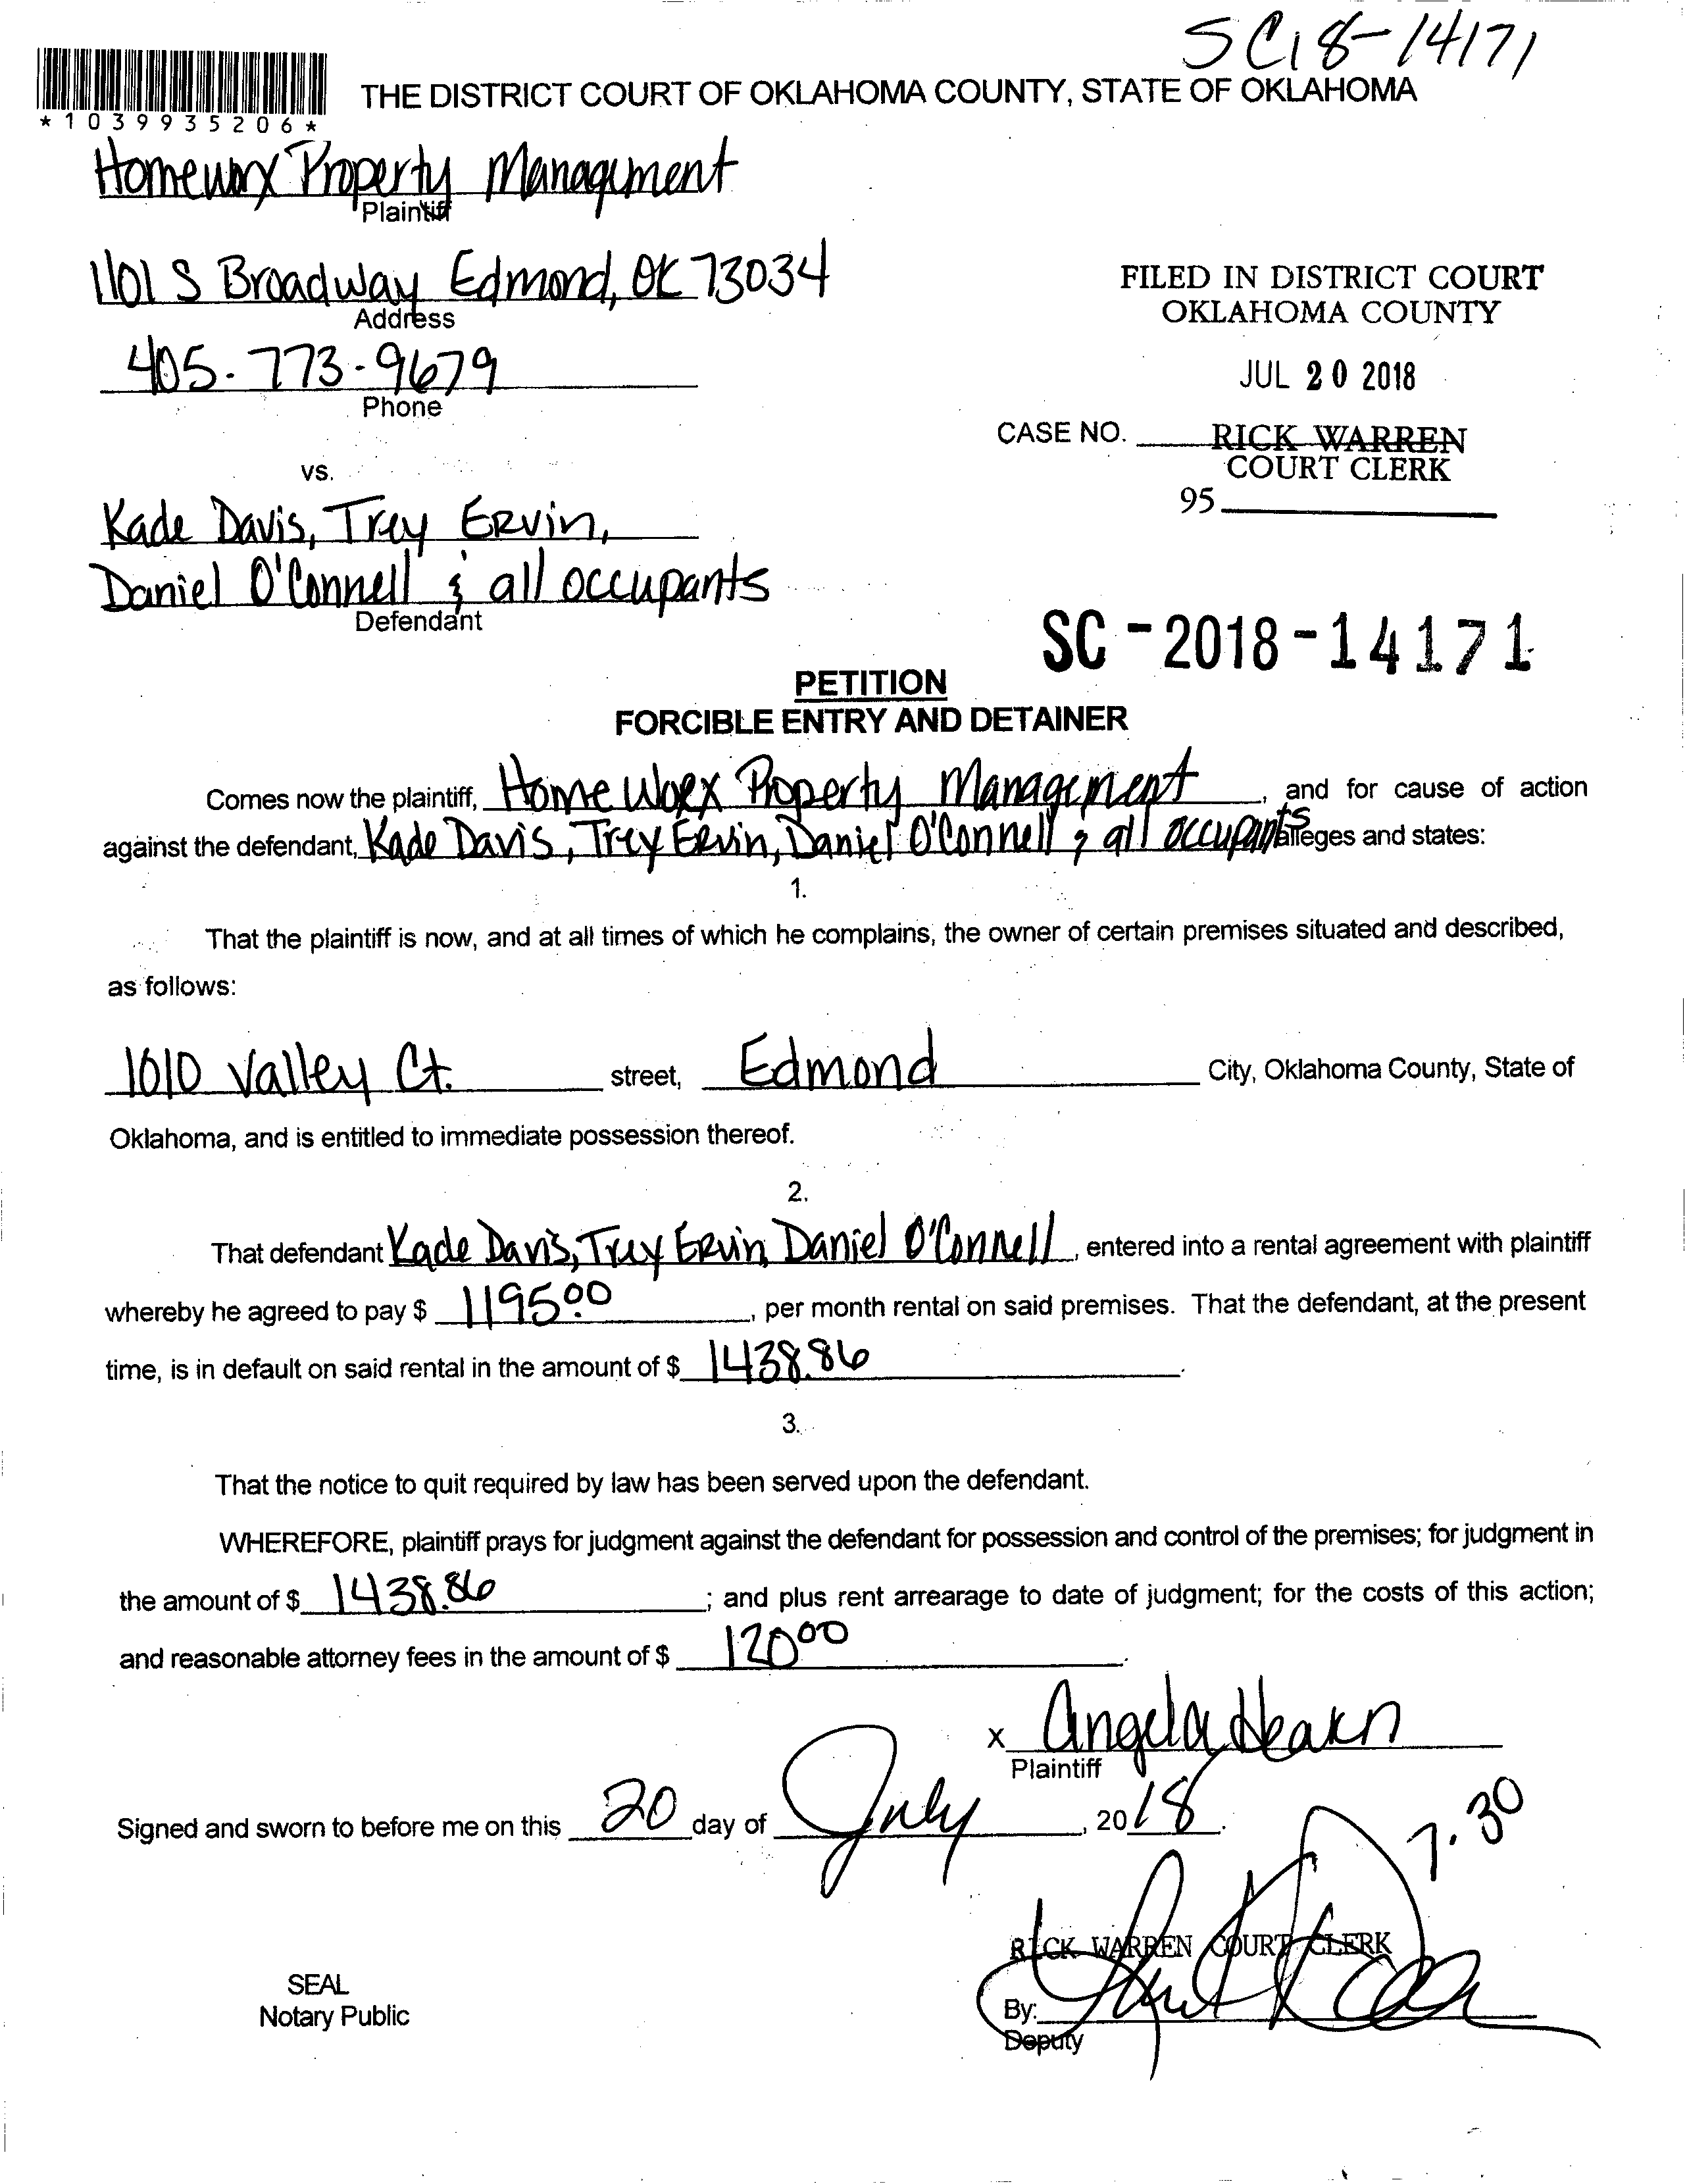 SC18-14171
THE DISTRICT COURT OF OKLAHOMA COUNTY, STATE OF OKLAHOMA
*1039935206*
Homeworx Property Management
Plaintiff
1101 S Broadway Edmond, OK 73034
Address
FILED IN DISTRICT COURT
OKLAHOMA COUNTY
405-773-9679
Phone
JUL 20 2018
CASE NO. RICK WARREN
COURT CLERK
vs.
95
Kade Davis, Trey Ervin,
Daniel O'Connell & all occupants
Defendant
SC-2018-14171
PETITION
FORCIBLE ENTRY AND DETAINER
Comes now the plaintiff, Homeworx Property Management, and for cause of action
against the defendant, Kade Davis, Trey Ervin, Daniel O'Connell & all occupants alleges and states:
1.
That the plaintiff is now, and at all times of which he complains, the owner of certain premises situated and described,
as follows:
1010 Valley Ct. street, Edmond City, Oklahoma County, State of
Oklahoma, and is entitled to immediate possession thereof.
2.
That defendant Kade Davis, Trey Ervin, Daniel O'Connell, entered into a rental agreement with plaintiff
whereby he agreed to pay $ 1195.00, per month rental on said premises. That the defendant, at the present
time, is in default on said rental in the amount of $ 1438.86.
3.
That the notice to quit required by law has been served upon the defendant.
WHEREFORE, plaintiff prays for judgment against the defendant for possession and control of the premises; for judgment in
the amount of $ 1438.86; and plus rent arrearage to date of judgment; for the costs of this action;
and reasonable attorney fees in the amount of $ 120.00.
x Angela Hearn
Plaintiff
Signed and sworn to before me on this 20 day of July, 2018.
7.30
RICK WARREN COURT CLERK
SEAL
Notary Public
By:
Deputy